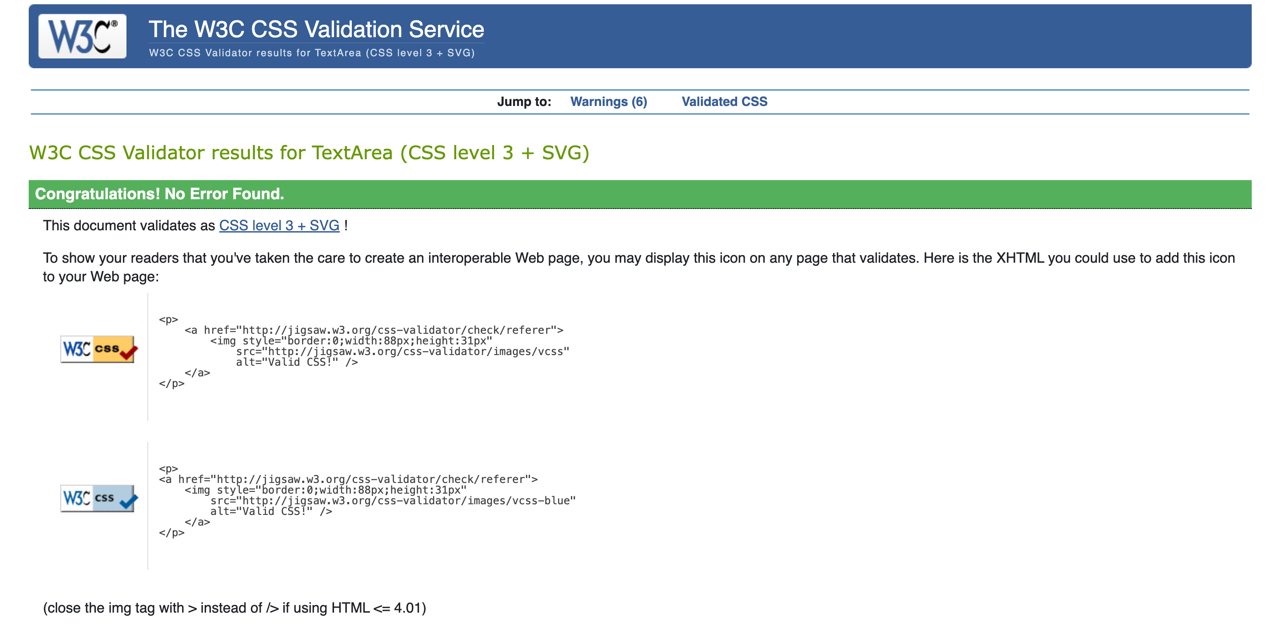 W3C®
The W3C CSS Validation Service
W3C CSS Validator results for TextArea (CSS level 3 + SVG)
Jump to: Warnings (6) Validated CSS
W3C CSS Validator results for TextArea (CSS level 3 + SVG)
Congratulations! No Error Found.
This document validates as CSS level 3 + SVG !
To show your readers that you've taken the care to create an interoperable Web page, you may display this icon on any page that validates. Here is the XHTML you could use to add this icon
to your Web page:
<p>
<a href="http://jigsaw.w3.org/css-validator/check/referer">
<img style="border:0;width:88px;height:31px"
W3C css
src="http://jigsaw.w3.org/css-validator/images/vcss"
alt="Valid CSS!" />
</a>
</p>
<p>
<a href="http://jigsaw.w3.org/css-validator/check/referer">
<img style="border:0;width:88px;height:31px"
W3C css
src="http://jigsaw.w3.org/css-validator/images/vcss-blue"
alt="Valid CSS!" />
</a>
</p>
(close the img tag with > instead of /> if using HTML <= 4.01)